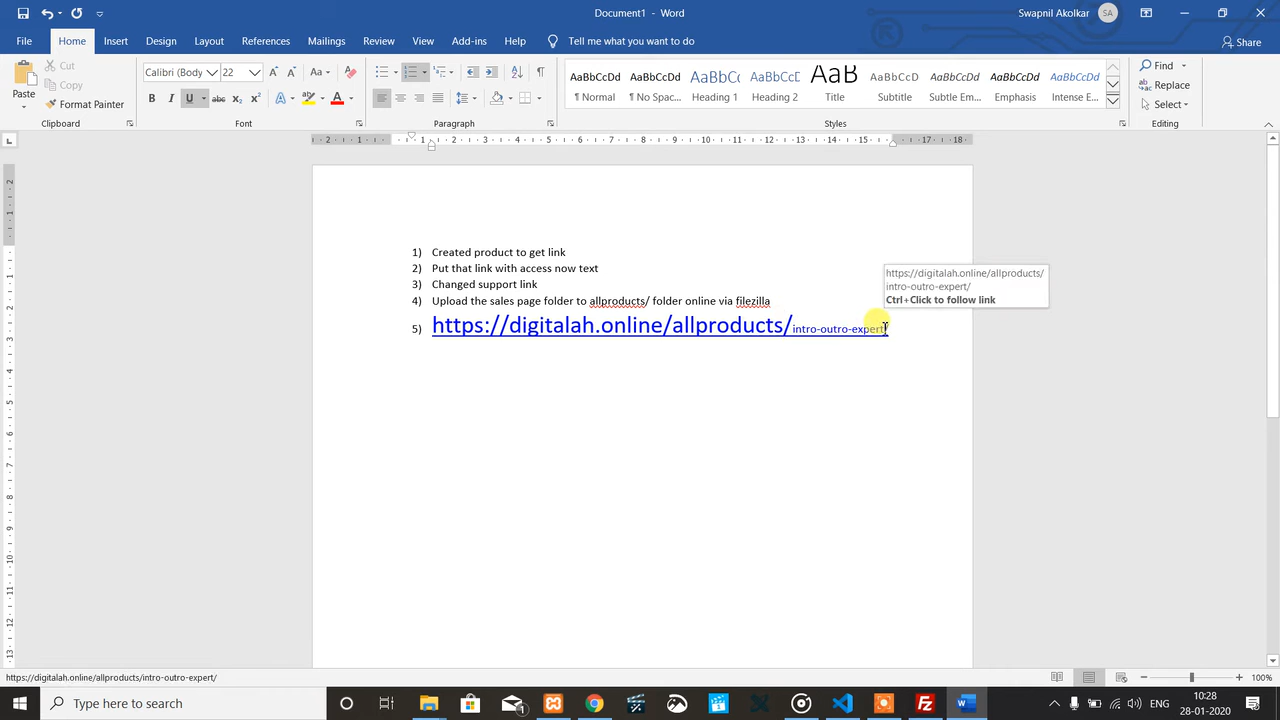 Document1 - Word
Swapnil Akolkar
SA
File Home Insert Design Layout References Mailings Review View Add-ins Help Tell me what you want to do
Share
Paste
Cut
Copy
Format Painter
Clipboard
Calibri (Body 22
Font
Paragraph
AaBbCcDd
¶ Normal
AaBbCcDd
¶ No Spac...
AaBbCc
Heading 1
AaBbCcD
Heading 2
AaB
Title
AaBbCcDd
Subtitle
AaBbCcDd
Subtle Em...
AaBbCcDd
Emphasis
AaBbCcDd
Intense E...
Styles
Find
Replace
Select
Editing
1) Created product to get link
2) Put that link with access now text
3) Changed support link
4) Upload the sales page folder to allproducts/ folder online via filezilla
5) https://digitalah.online/allproducts/intro-outro-expert/
https://digitalah.online/allproducts/
intro-outro-expert/
Ctrl+Click to follow link
https://digitalah.online/allproducts/intro-outro-expert/
100%
Type here to search
ENG
10:28
28-01-2020